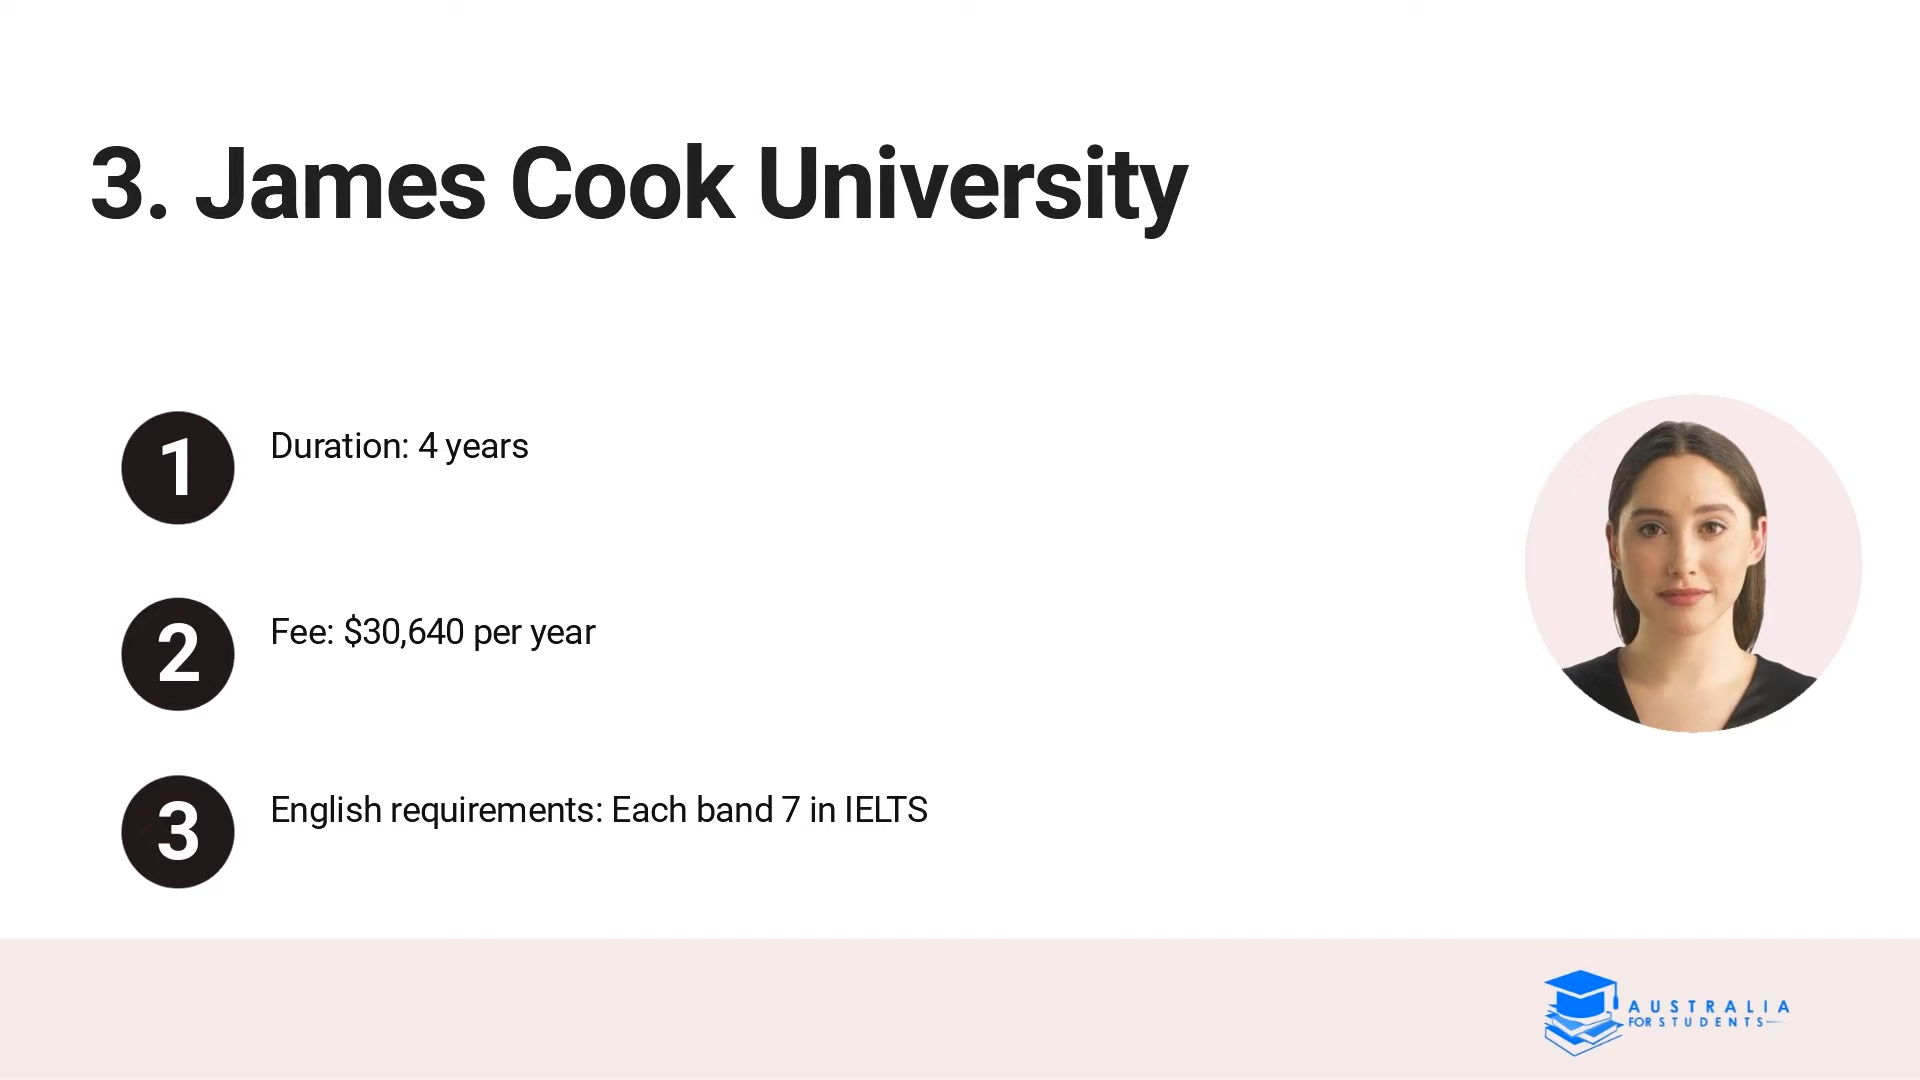 3. James Cook University
1
Duration: 4 years
2
Fee: $30,640 per year
3
English requirements: Each band 7 in IELTS
AUSTRALIA
FOR STUDENTS